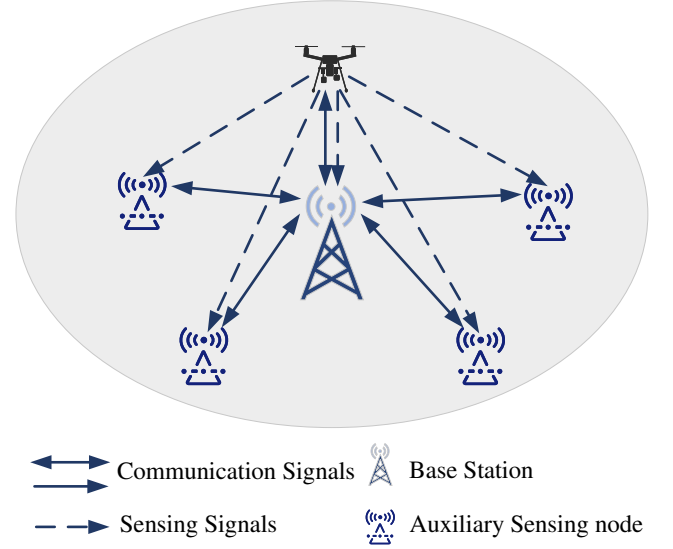 Communication Signals
Base Station
Sensing Signals
Auxiliary Sensing node